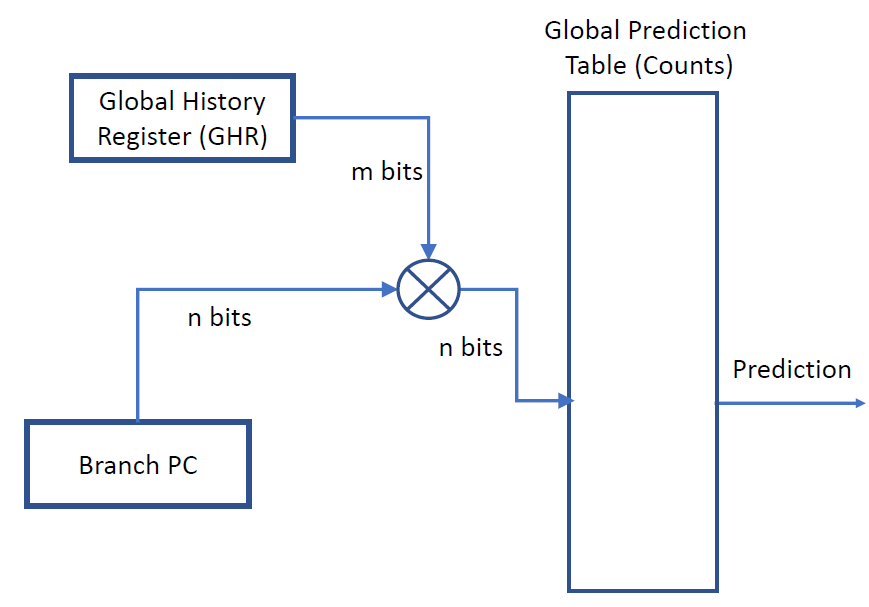 Global Prediction
Table (Counts)
Global History
Register (GHR)
m bits
n bits
n bits
Prediction
Branch PC